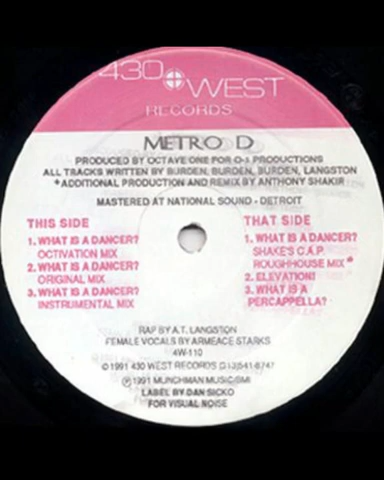 430 WEST
RECORDS
METRO D
PRODUCED BY OCTAVE ONE FOR O-1 PRODUCTIONS
ALL TRACKS WRITTEN BY BURDEN, BURDEN, BURDEN, LANGSTON
*ADDITIONAL PRODUCTION AND REMIX BY ANTHONY SHAKIR
MASTERED AT NATIONAL SOUND - DETROIT
THIS SIDE
1. WHAT IS A DANCER?
OCTIVATION MIX
2. WHAT IS A DANCER?
ORIGINAL MIX
3. WHAT IS A DANCER?
INSTRUMENTAL MIX
THAT SIDE
1. WHAT IS A DANCER?
SHAKE'S C.A.P.
ROUGHHOUSE MIX *
2. ELEVATION!
3. WHAT IS A
PERCAPPELLA?
RAP BY A.T. LANGSTON
FEMALE VOCALS BY ARMEACE STARKS
4W-110
©1991 430 WEST RECORDS (313)541-8747
℗1991 MUNCHMAN MUSIC/BMI
LABEL BY DAN SICKO
FOR VISUAL NOISE